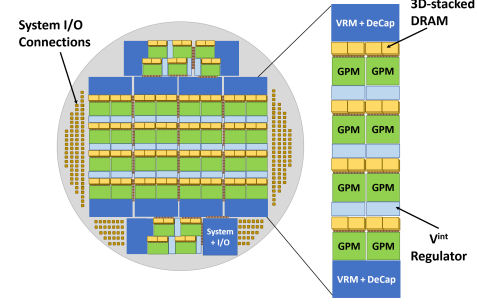 System I/O
Connections
3D-stacked
DRAM
VRM + DeCap
GPM GPM
GPM GPM
GPM GPM
GPM GPM
VRM + DeCap
Vint
Regulator
System
+ I/O